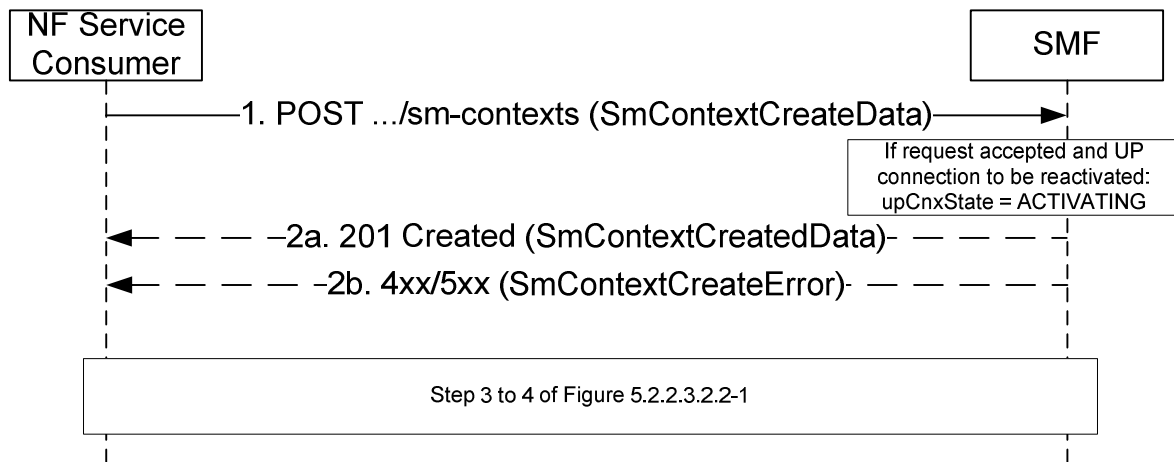 NF Service
Consumer
SMF
1. POST .../sm-contexts (SmContextCreateData)
If request accepted and UP
connection to be reactivated:
upCnxState = ACTIVATING
2a. 201 Created (SmContextCreatedData)
2b. 4xx/5xx (SmContextCreateError)
Step 3 to 4 of Figure 5.2.2.3.2.2-1